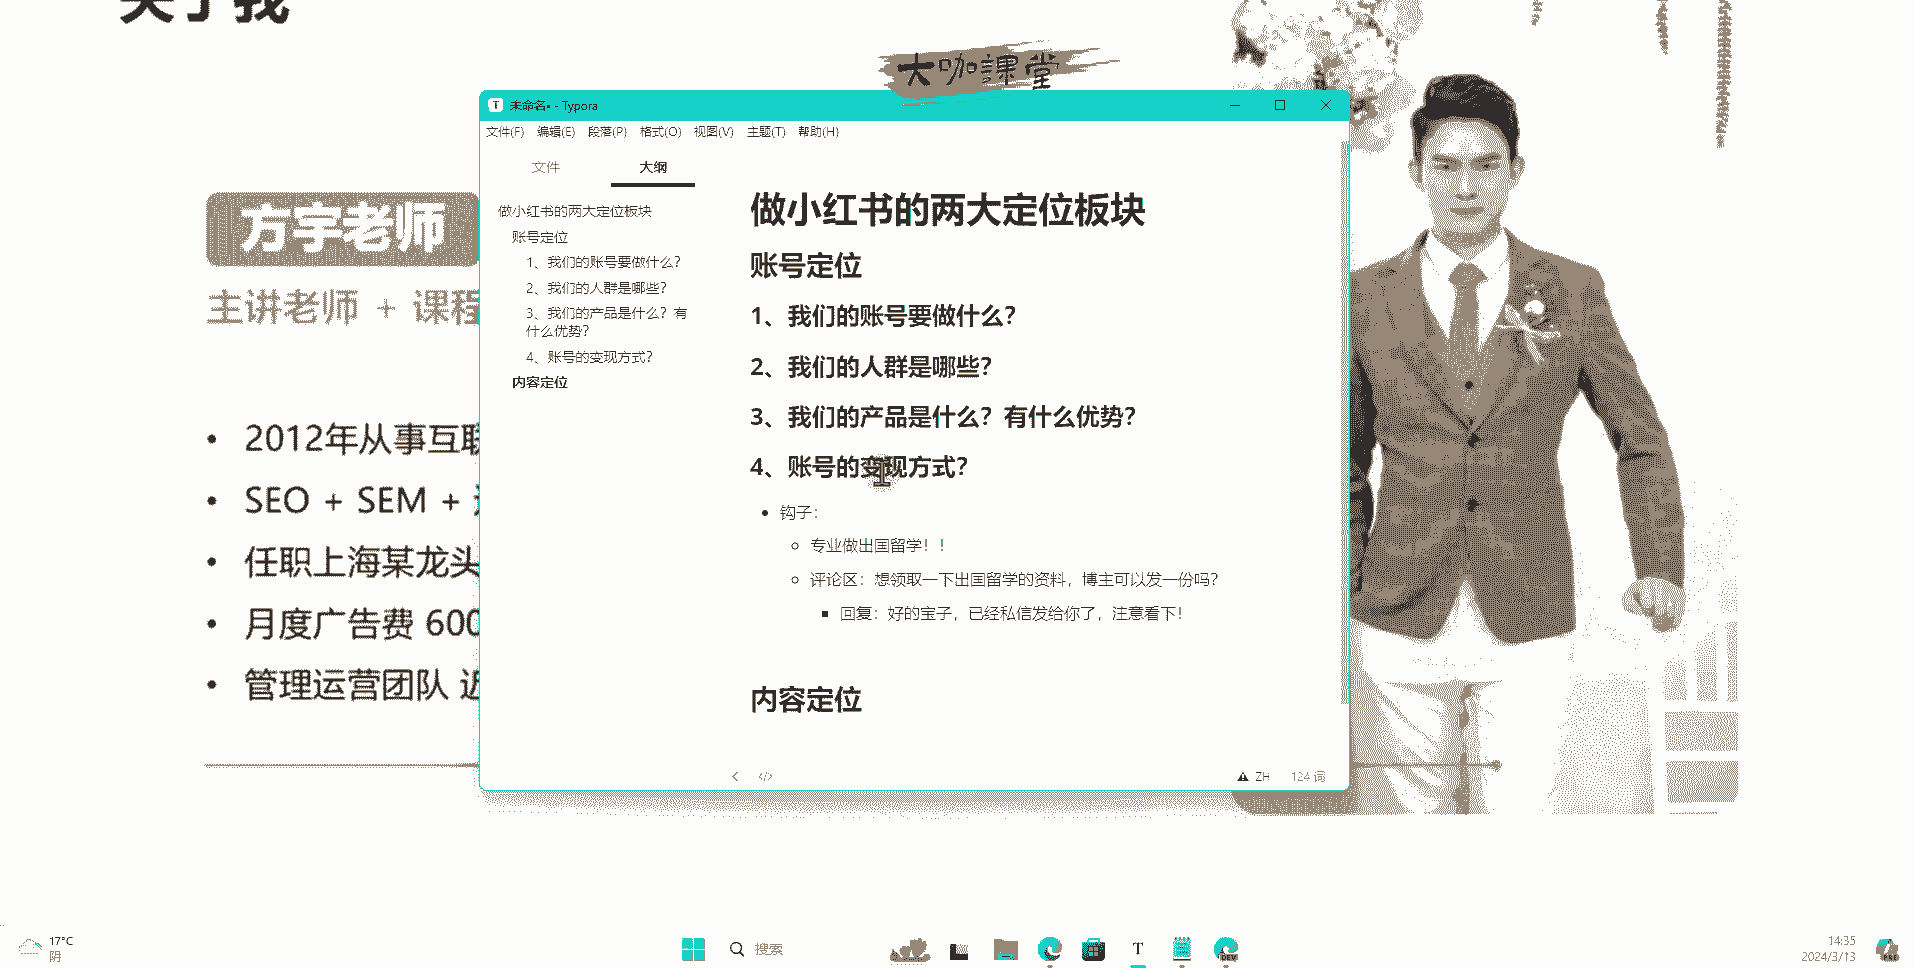 关于我
大咖課堂
方宇老师
主讲老师 + 课程
2012年从事互联
SEO + SEM +
任职上海某龙头
月度广告费 600
管理运营团队 近
未命名• - Typora
文件(F) 编辑(E) 段落(P) 格式(O) 视图(V) 主题(T) 帮助(H)
文件 大纲
做小红书的两大定位板块
账号定位
1、我们的账号要做什么？
2、我们的人群是哪些？
3、我们的产品是什么？有
什么优势？
4、账号的变现方式？
内容定位
做小红书的两大定位板块
账号定位
1、我们的账号要做什么？
2、我们的人群是哪些？
3、我们的产品是什么？有什么优势？
4、账号的变现方式？
钩子：
专业做出国留学！！
评论区：想领取一下出国留学的资料，博主可以发一份吗？
回复：好的宝子，已经私信发给你了，注意看下！
内容定位
ZH 124 词
17°C
阴
搜索
T
DEV
14:35
2024/3/13
PRE